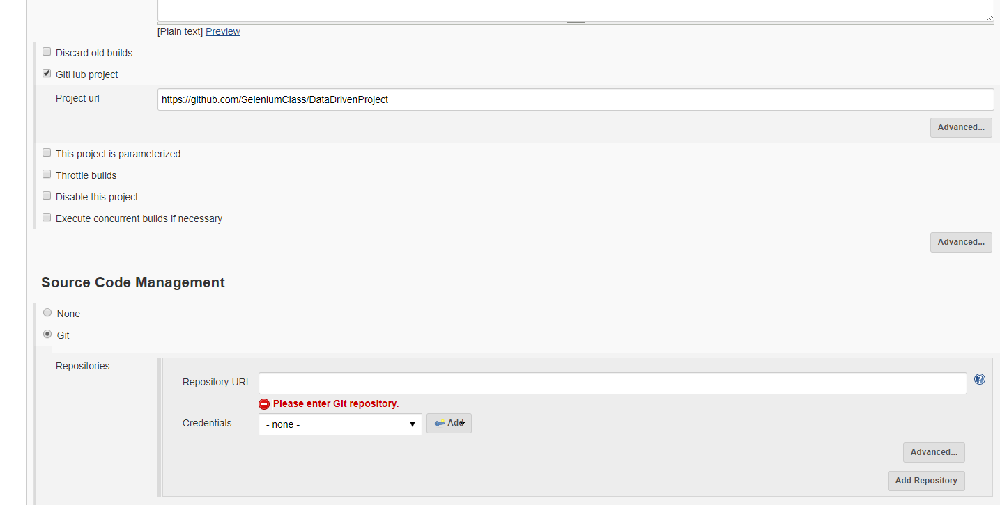 [Plain text] Preview
Discard old builds
GitHub project
Project url https://github.com/SeleniumClass/DataDrivenProject
Advanced...
This project is parameterized
Throttle builds
Disable this project
Execute concurrent builds if necessary
Advanced...
Source Code Management
None
Git
Repositories
Repository URL
Please enter Git repository.
Credentials - none - Add
Advanced...
Add Repository